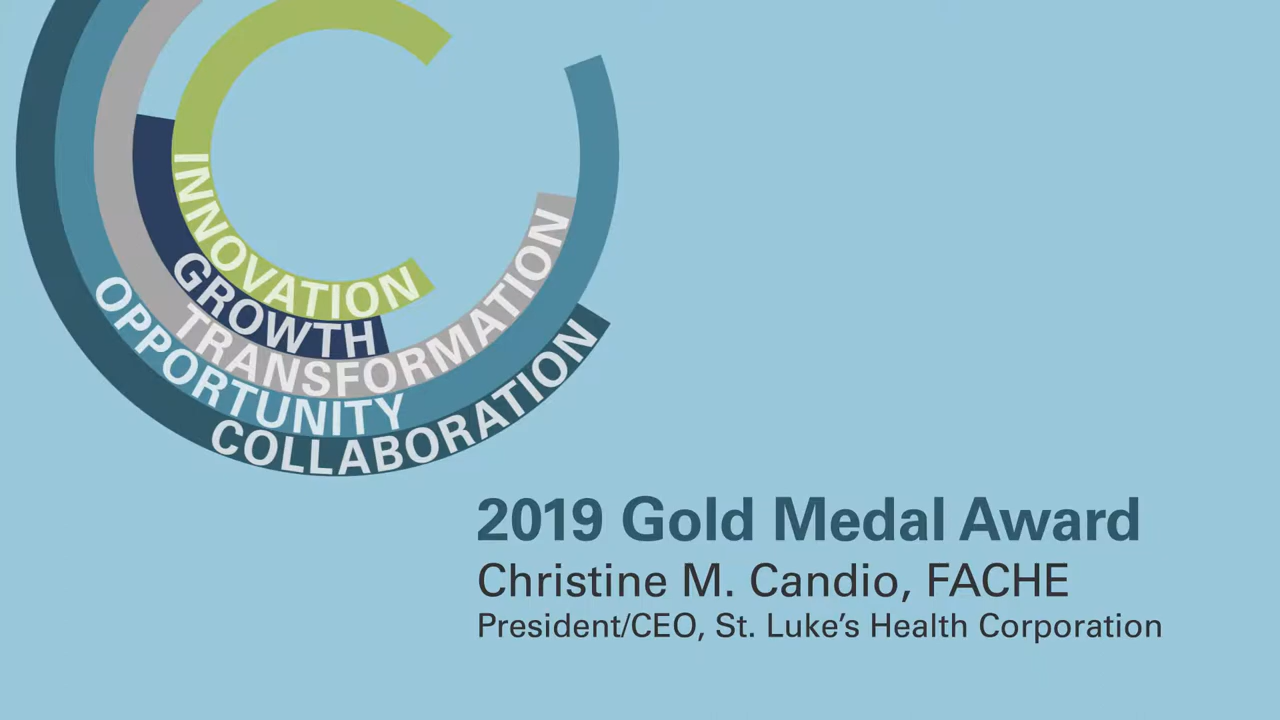 INNOVATION
GROWTH
TRANSFORMATION
OPPORTUNITY
COLLABORATION
2019 Gold Medal Award
Christine M. Candio, FACHE
President/CEO, St. Luke’s Health Corporation